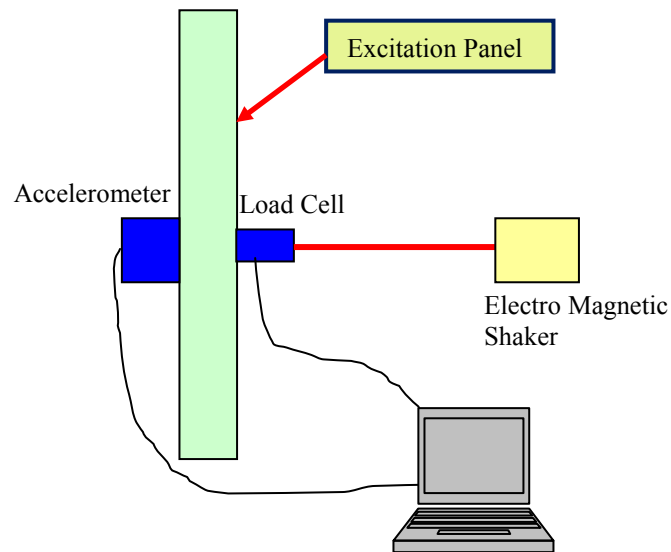 Excitation Panel
Accelerometer
Load Cell
Electro Magnetic
Shaker